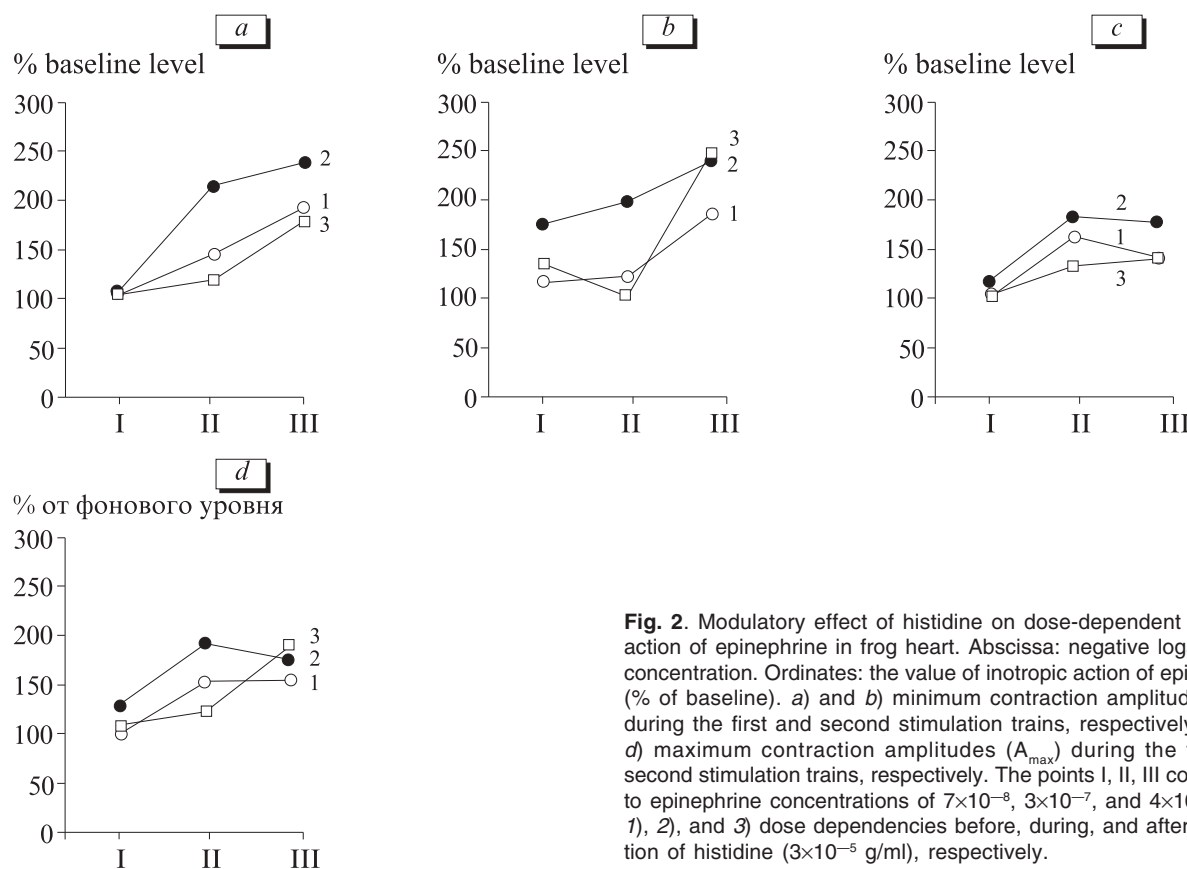 a
% baseline level
300
250
200
150
100
50
0
I II III
2
1
3
b
% baseline level
300
250
200
150
100
50
0
I II III
3
2
1
c
% baseline level
300
250
200
150
100
50
0
I II III
2
1
3
d
% от фонового уровня
300
250
200
150
100
50
0
I II III
3
2
1
Fig. 2. Modulatory effect of histidine on dose-dependent
action of epinephrine in frog heart. Abscissa: negative log
concentration. Ordinates: the value of inotropic action of
(% of baseline). a) and b) minimum contraction
during the first and second stimulation trains, respectively
d) maximum contraction amplitudes (Amax) during the
second stimulation trains, respectively. The points I, II, III
to epinephrine concentrations of 7×10–8, 3×10–7, and
1), 2), and 3) dose dependencies before, during, and after
of histidine (3×10–5 g/ml), respectively.